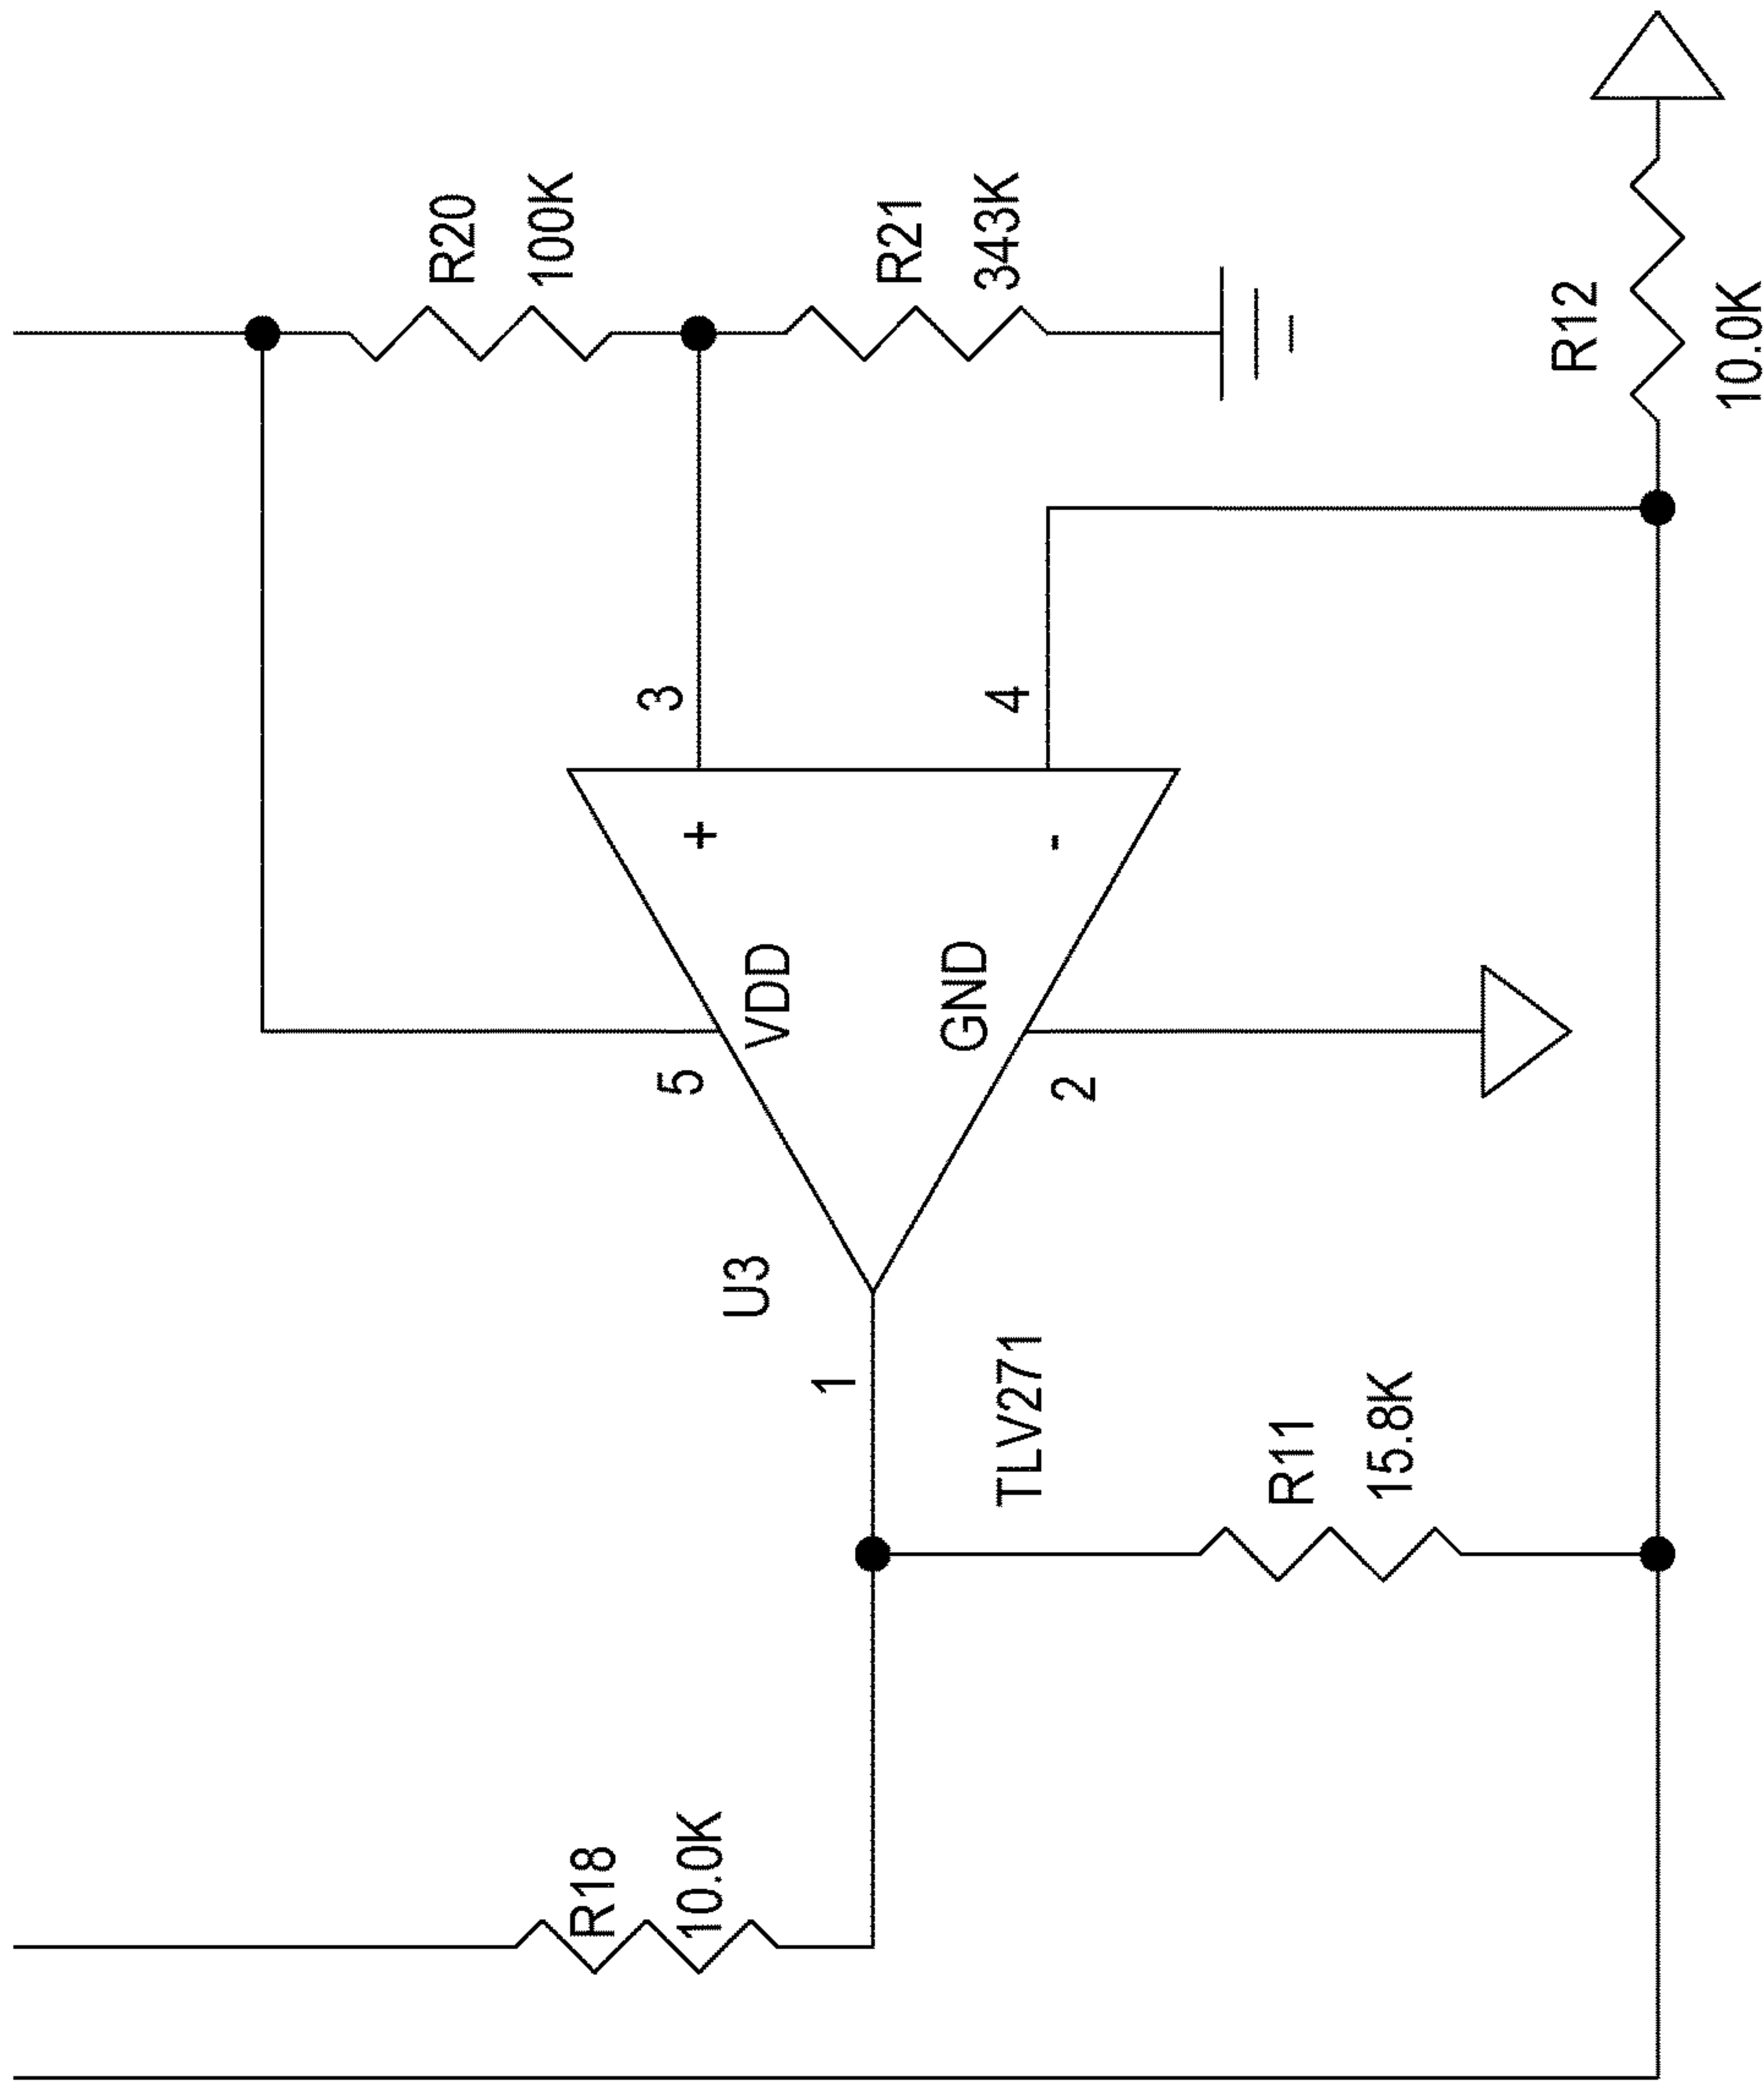 R20
100K
R21
343K
R12
10.0K
3
4
+
-
VDD
GND
5
2
U3
1
TLV271
R11
15.8K
R18
10.0K